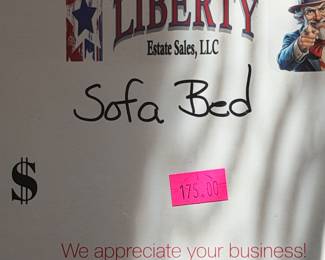 LIBERTY
Estate Sales, LLC
Sofa Bed
$
175.00
We appreciate your business!